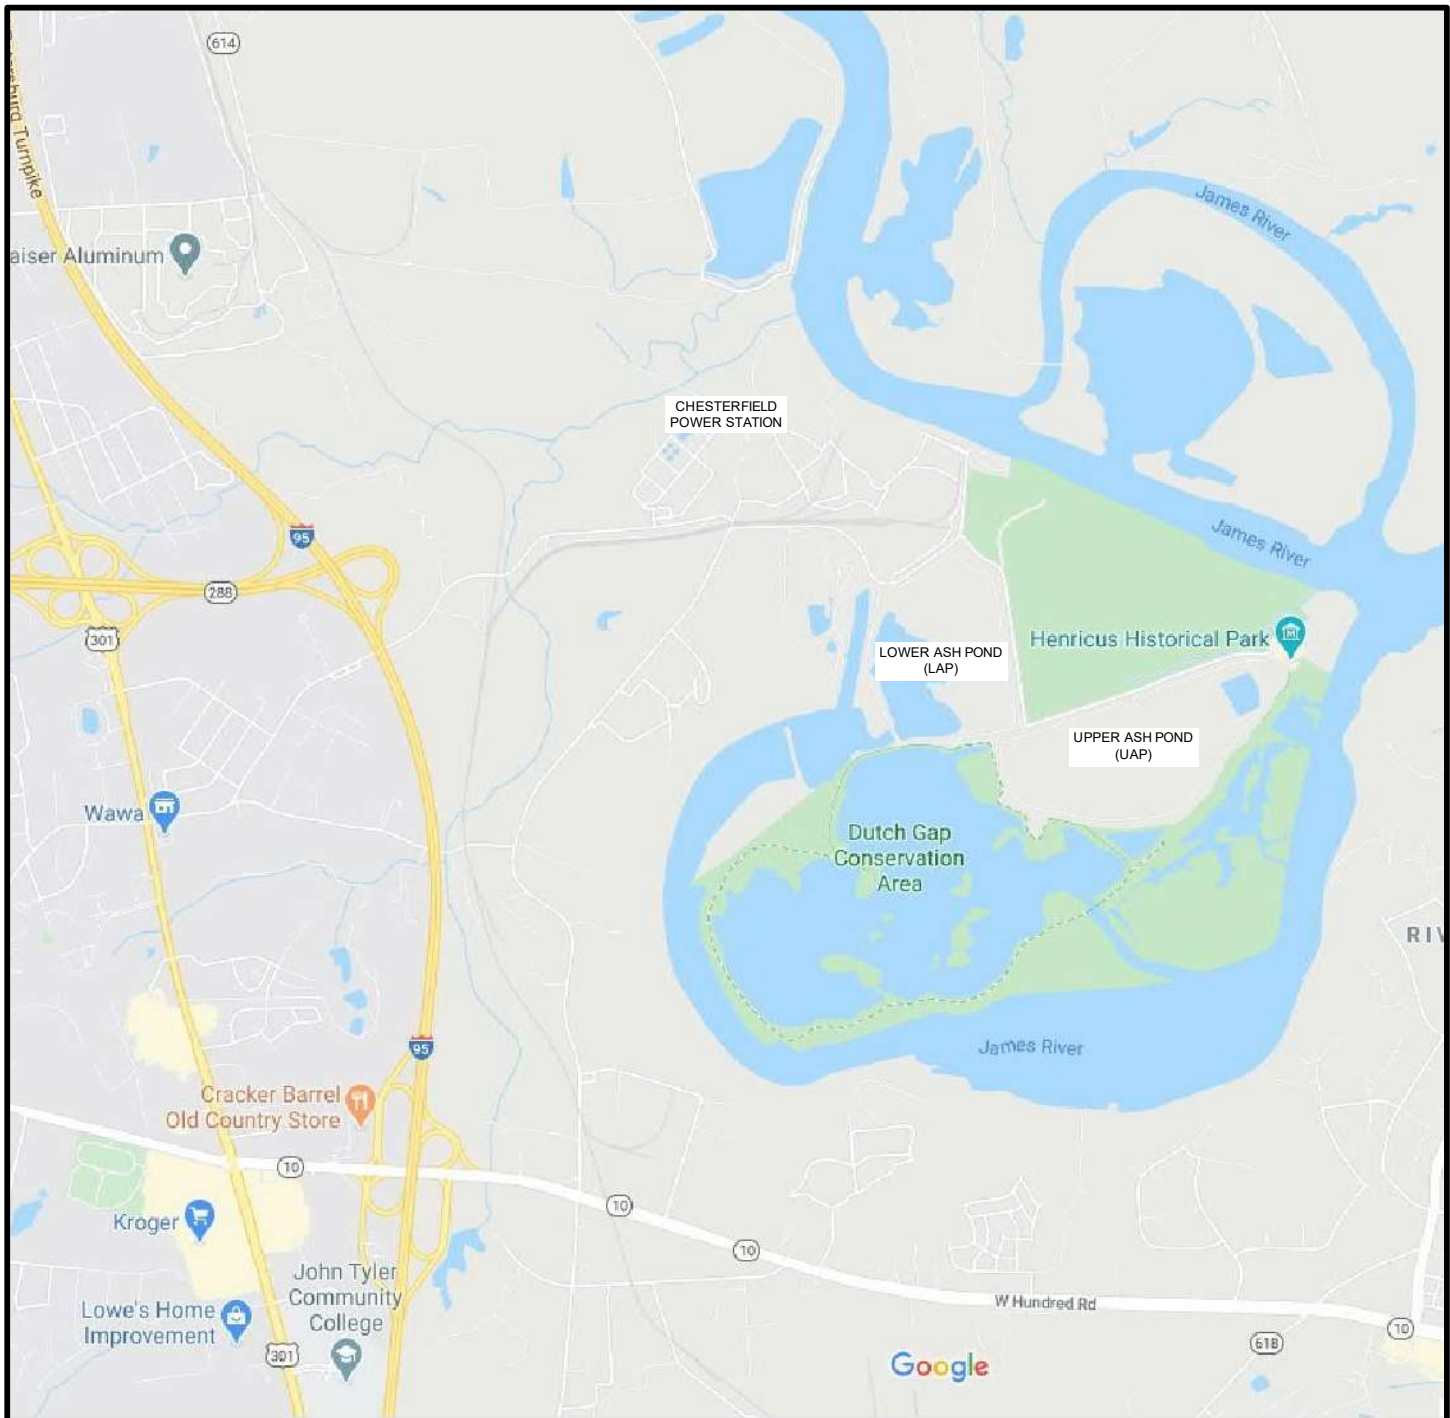 614
Petersburg Turnpike
James River
aiser Aluminum
CHESTERFIELD
POWER STATION
95
James River
288
301
Henricus Historical Park
LOWER ASH POND
(LAP)
UPPER ASH POND
(UAP)
Wawa
Dutch Gap
Conservation
Area
RIV
95
James River
Cracker Barrel
Old Country Store
10
10
Kroger
10
John Tyler
Community
College
W Hundred Rd
Lowe's Home
Improvement
10
618
301
Google